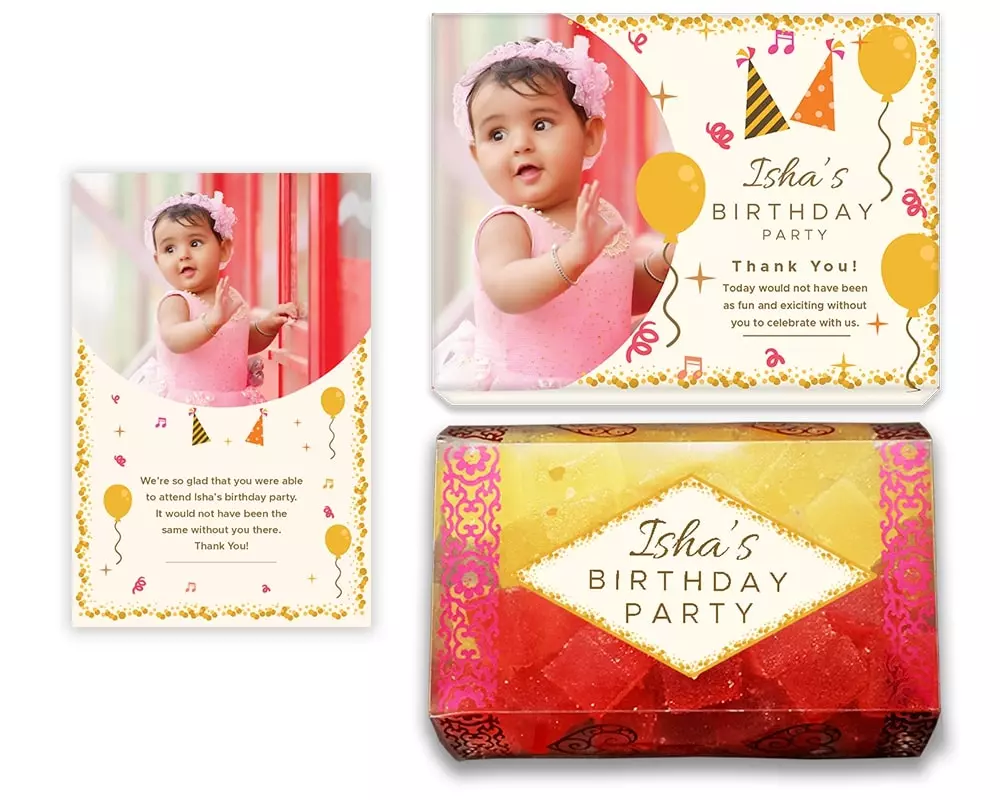 Isha's
BIRTHDAY
PARTY
Thank You!
Today would not have been
as fun and exiciting without
you to celebrate with us.
We're so glad that you were able
to attend Isha's birthday party.
It would not have been the
same without you there.
Thank You!
Isha's
BIRTHDAY
PARTY